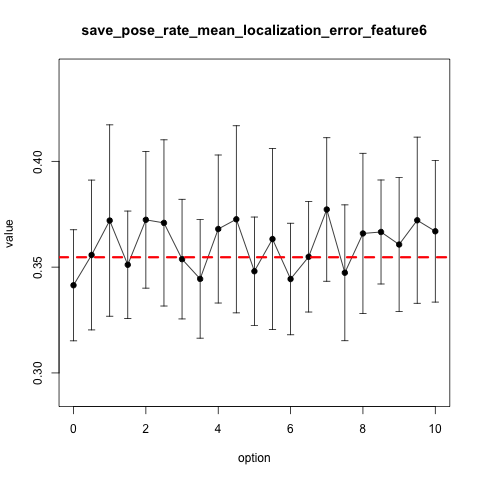 save_pose_rate_mean_localization_error_feature6
value
0.40
0.35
0.30
0 2 4 6 8 10
option